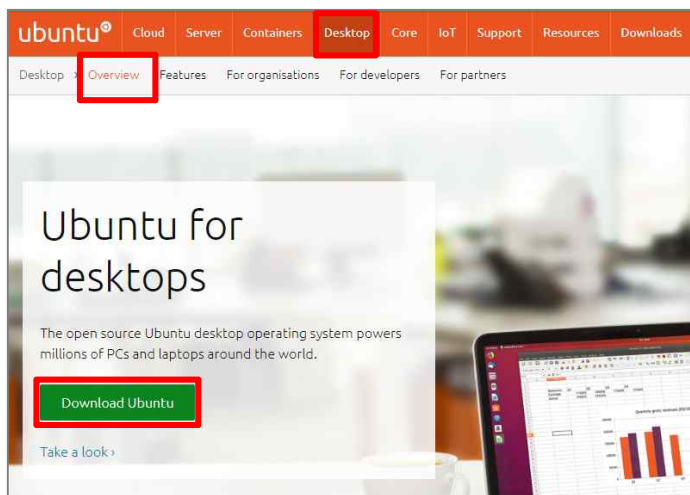 ubuntu® Cloud Server Containers Desktop Core IoT Support Resources Downloads
Desktop › Overview Features For organisations For developers For partners
Ubuntu for
desktops
The open source Ubuntu desktop operating system powers
millions of PCs and laptops around the world.
Download Ubuntu
Take a look ›